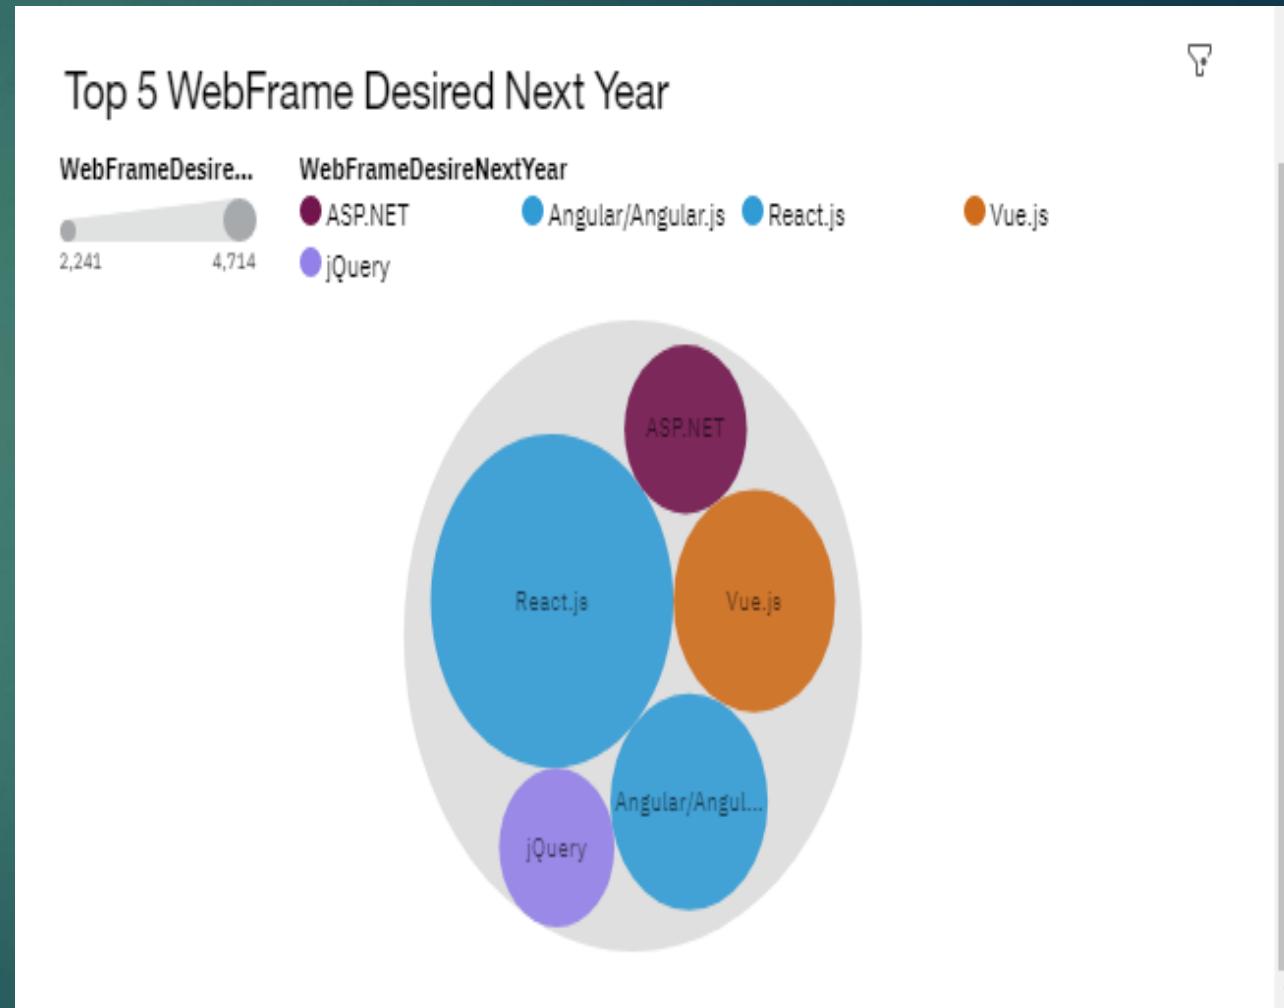 Top 5 WebFrame Desired Next Year
WebFrameDesire... WebFrameDesireNextYear
ASP.NET Angular/Angular.js React.js Vue.js
2,241 4,714
jQuery
ASP.NET
React.js Vue.js
Angular/Angul...
jQuery